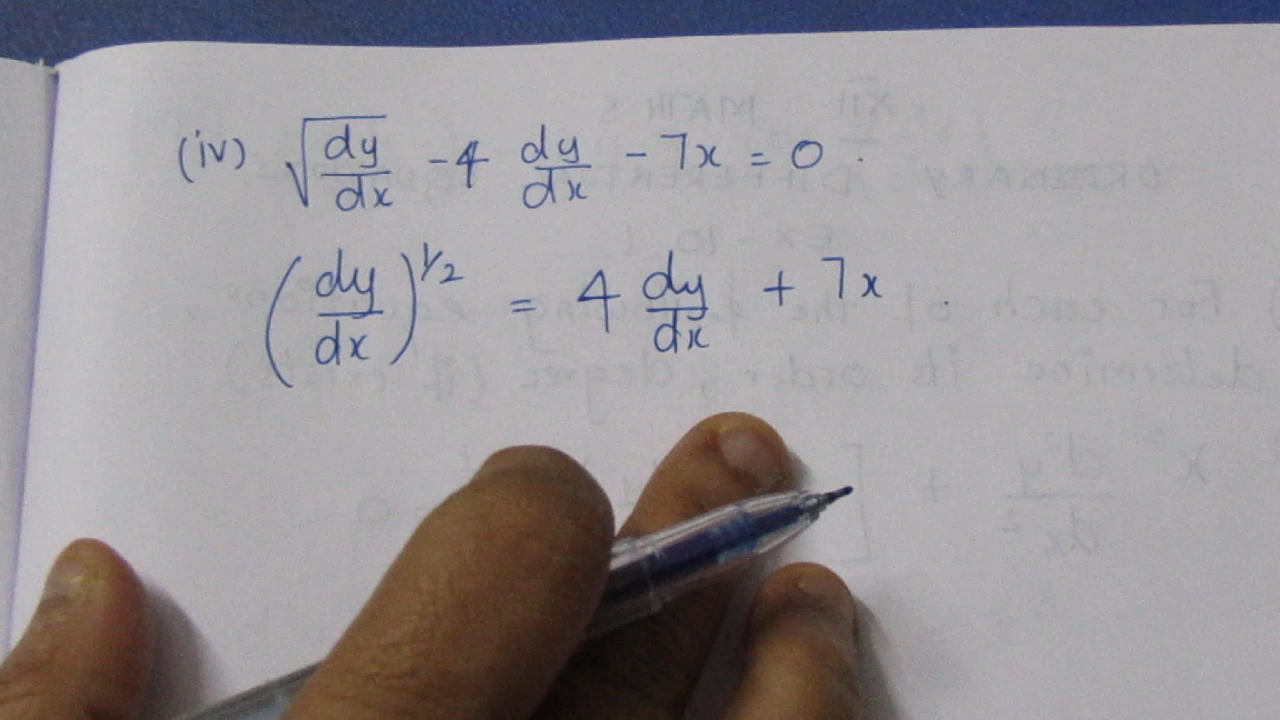 (iv) √(dy/dx) - 4 dy/dx - 7x = 0.
(dy/dx)^1/2 = 4 dy/dx + 7x.